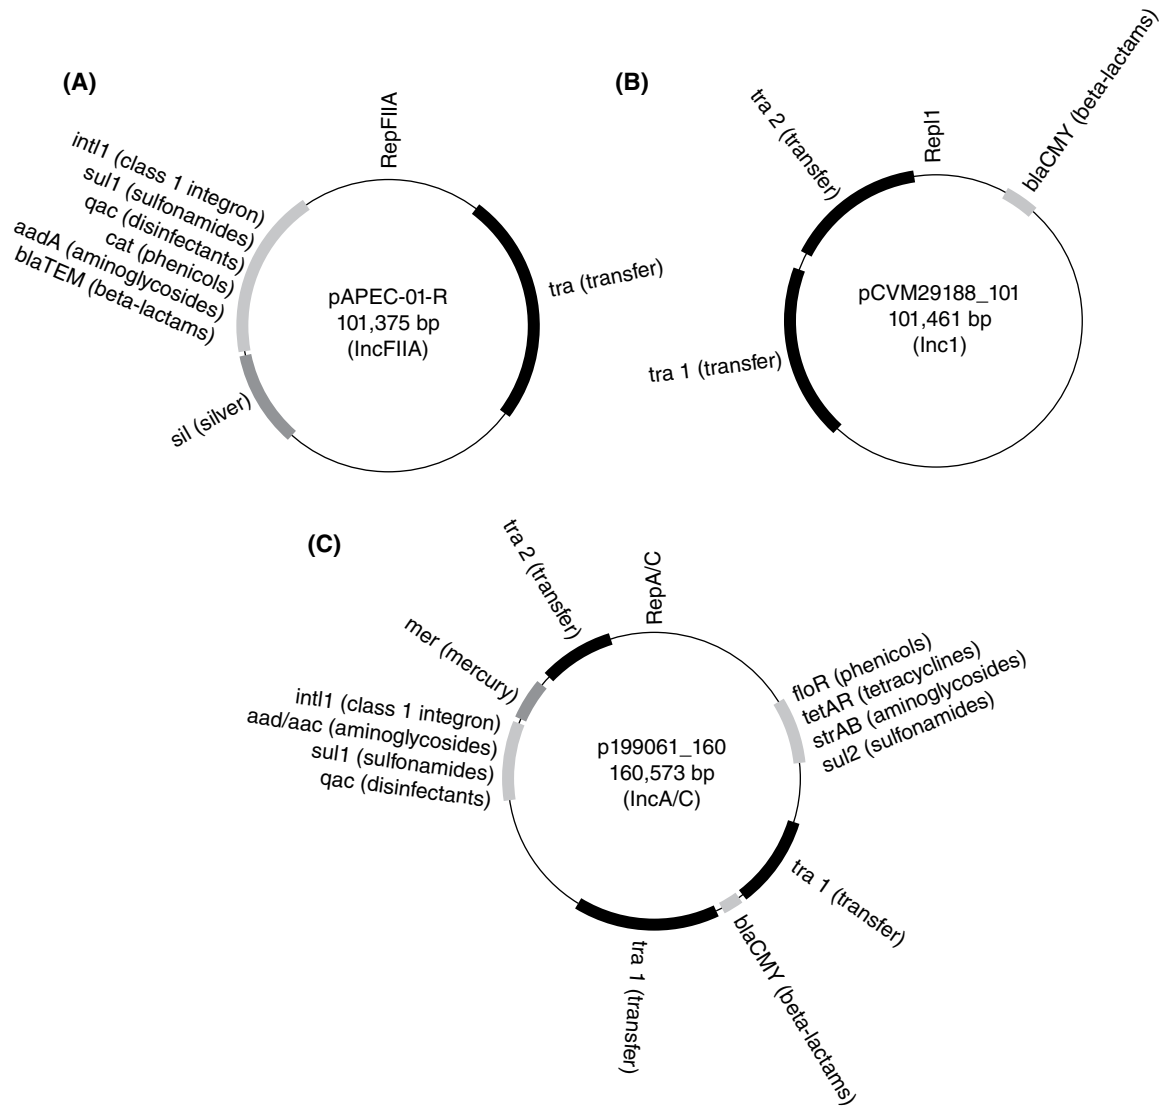 (A)
RepFIIA
intI1 (class 1 integron)
sul1 (sulfonamides)
qac (disinfectants)
cat (phenicols)
aadA (aminoglycosides)
blaTEM (beta-lactams)
sil (silver)
tra (transfer)
pAPEC-01-R
101,375 bp
(IncFIIA)
(B)
tra 2 (transfer)
RepI1
blaCMY (beta-lactams)
tra 1 (transfer)
pCVM29188_101
101,461 bp
(Inc1)
(C)
tra 2 (transfer)
RepA/C
mer (mercury)
intI1 (class 1 integron)
aad/aac (aminoglycosides)
sul1 (sulfonamides)
qac (disinfectants)
p199061_160
160,573 bp
(IncA/C)
floR (phenicols)
tetAR (tetracyclines)
strAB (aminoglycosides)
sul2 (sulfonamides)
tra 1 (transfer)
blaCMY (beta-lactams)
tra 1 (transfer)